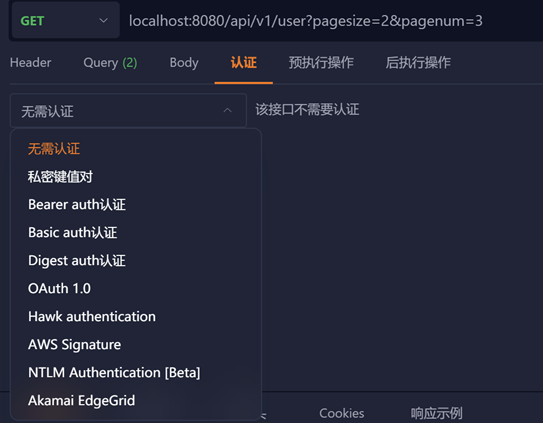 GET localhost:8080/api/v1/user?pagesize=2&pagenum=3
Header Query (2) Body 认证 预执行操作 后执行操作
无需认证 该接口不需要认证
无需认证
私密键值对
Bearer auth认证
Basic auth认证
Digest auth认证
OAuth 1.0
Hawk authentication
AWS Signature
NTLM Authentication [Beta]
Akamai EdgeGrid
Cookies 响应示例